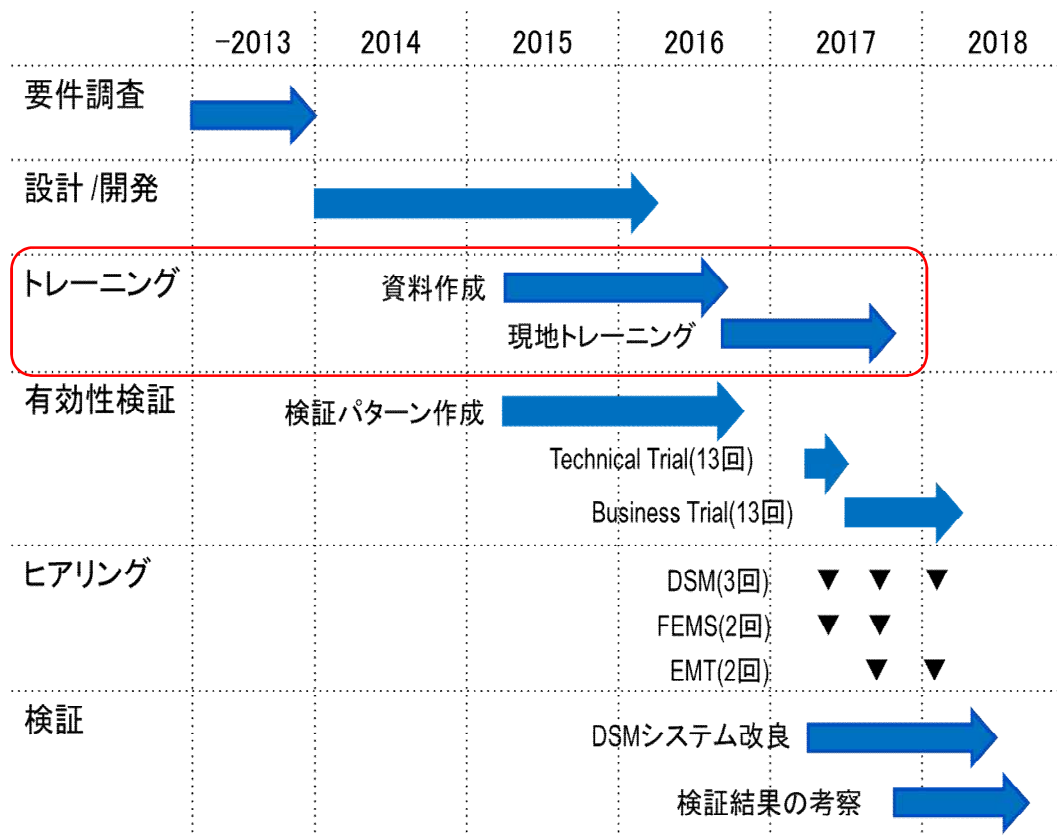 -2013 2014 2015 2016 2017 2018
要件調査
設計 /開発
トレーニング
資料作成
現地トレーニング
有効性検証
検証パターン作成
Technical Trial(13回)
Business Trial(13回)
ヒアリング
DSM(3回)
FEMS(2回)
EMT(2回)
検証
DSMシステム改良
検証結果の考察